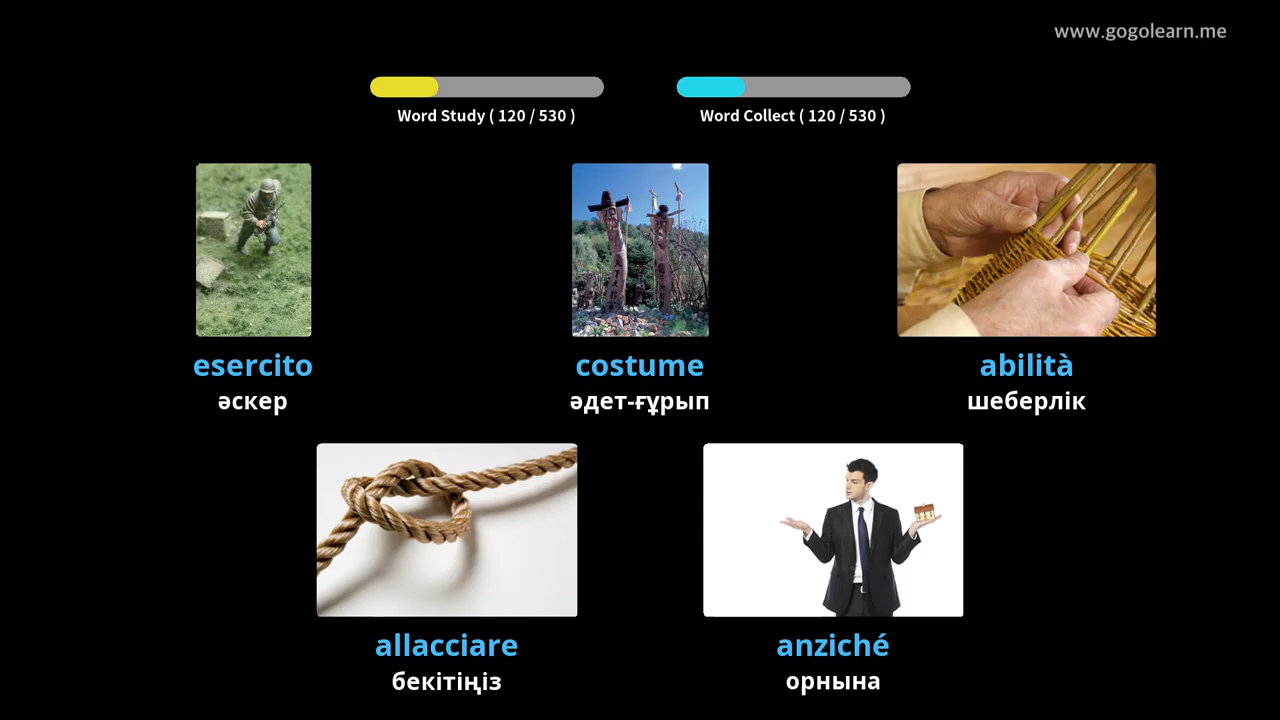 www.gogolearn.me
Word Study ( 120 / 530 )
Word Collect ( 120 / 530 )
esercito
әскер
costume
әдет-ғұрып
abilità
шеберлік
allacciare
бекітіңіз
anziché
орнына